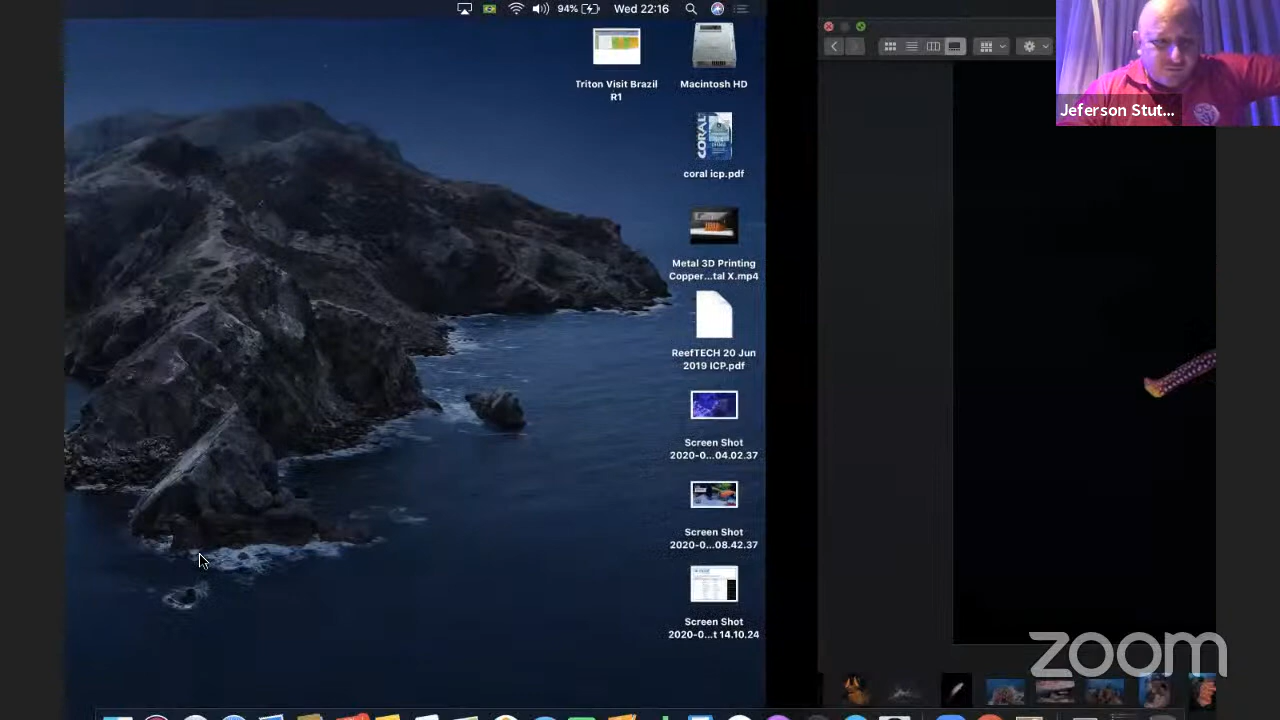 94%
Wed 22:16
Triton Visit Brazil
R1
Macintosh HD
CORAL
coral icp.pdf
Metal 3D Printing
Copper...tal X.mp4
ReefTECH 20 Jun
2019 ICP.pdf
Screen Shot
2020-0...04.02.37
Screen Shot
2020-0...08.42.37
Screen Shot
2020-0...t 14.10.24
Jeferson Stut...
zoom